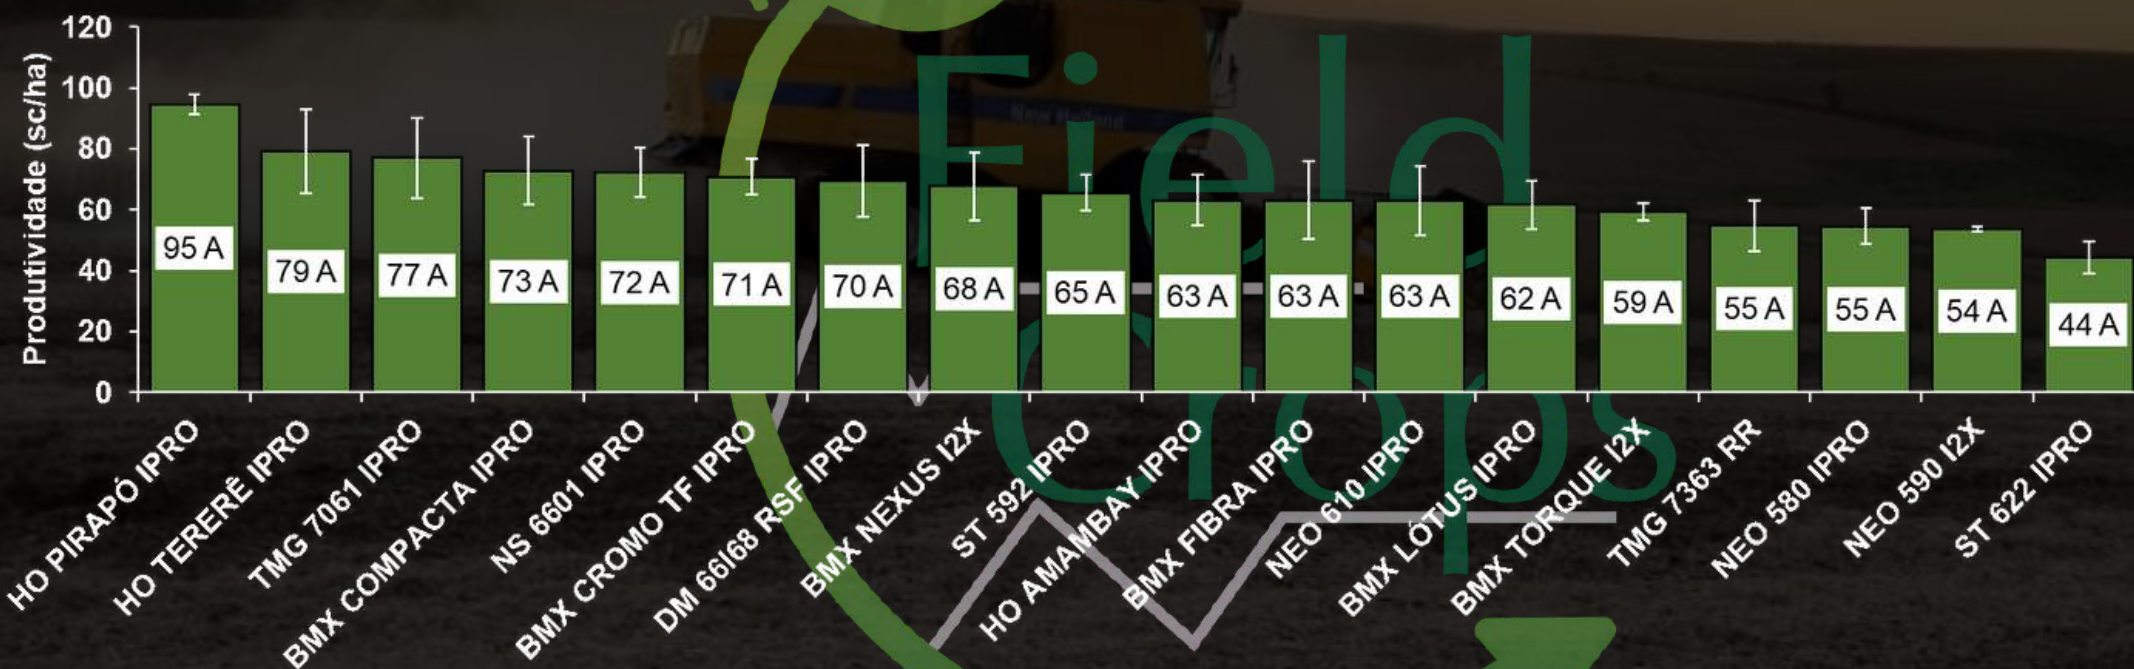 Produtividade (sc/ha)
120
100
80
60
40
20
0
95 A
79 A
77 A
73 A
72 A
71 A
70 A
68 A
65 A
63 A
63 A
63 A
62 A
59 A
55 A
55 A
54 A
44 A
HO PIRAPÓ IPRO
HO TERERÊ IPRO
TMG 7061 IPRO
BMX COMPACTA IPRO
NS 6601 IPRO
BMX CROMO TF IPRO
DM 66I68 RSF IPRO
BMX NEXUS I2X
ST 592 IPRO
HO AMAMBAY IPRO
BMX FIBRA IPRO
NEO 610 IPRO
BMX LÓTUS IPRO
BMX TORQUE I2X
TMG 7363 RR
NEO 580 IPRO
NEO 590 I2X
ST 622 IPRO
Field
Crops
New Holland